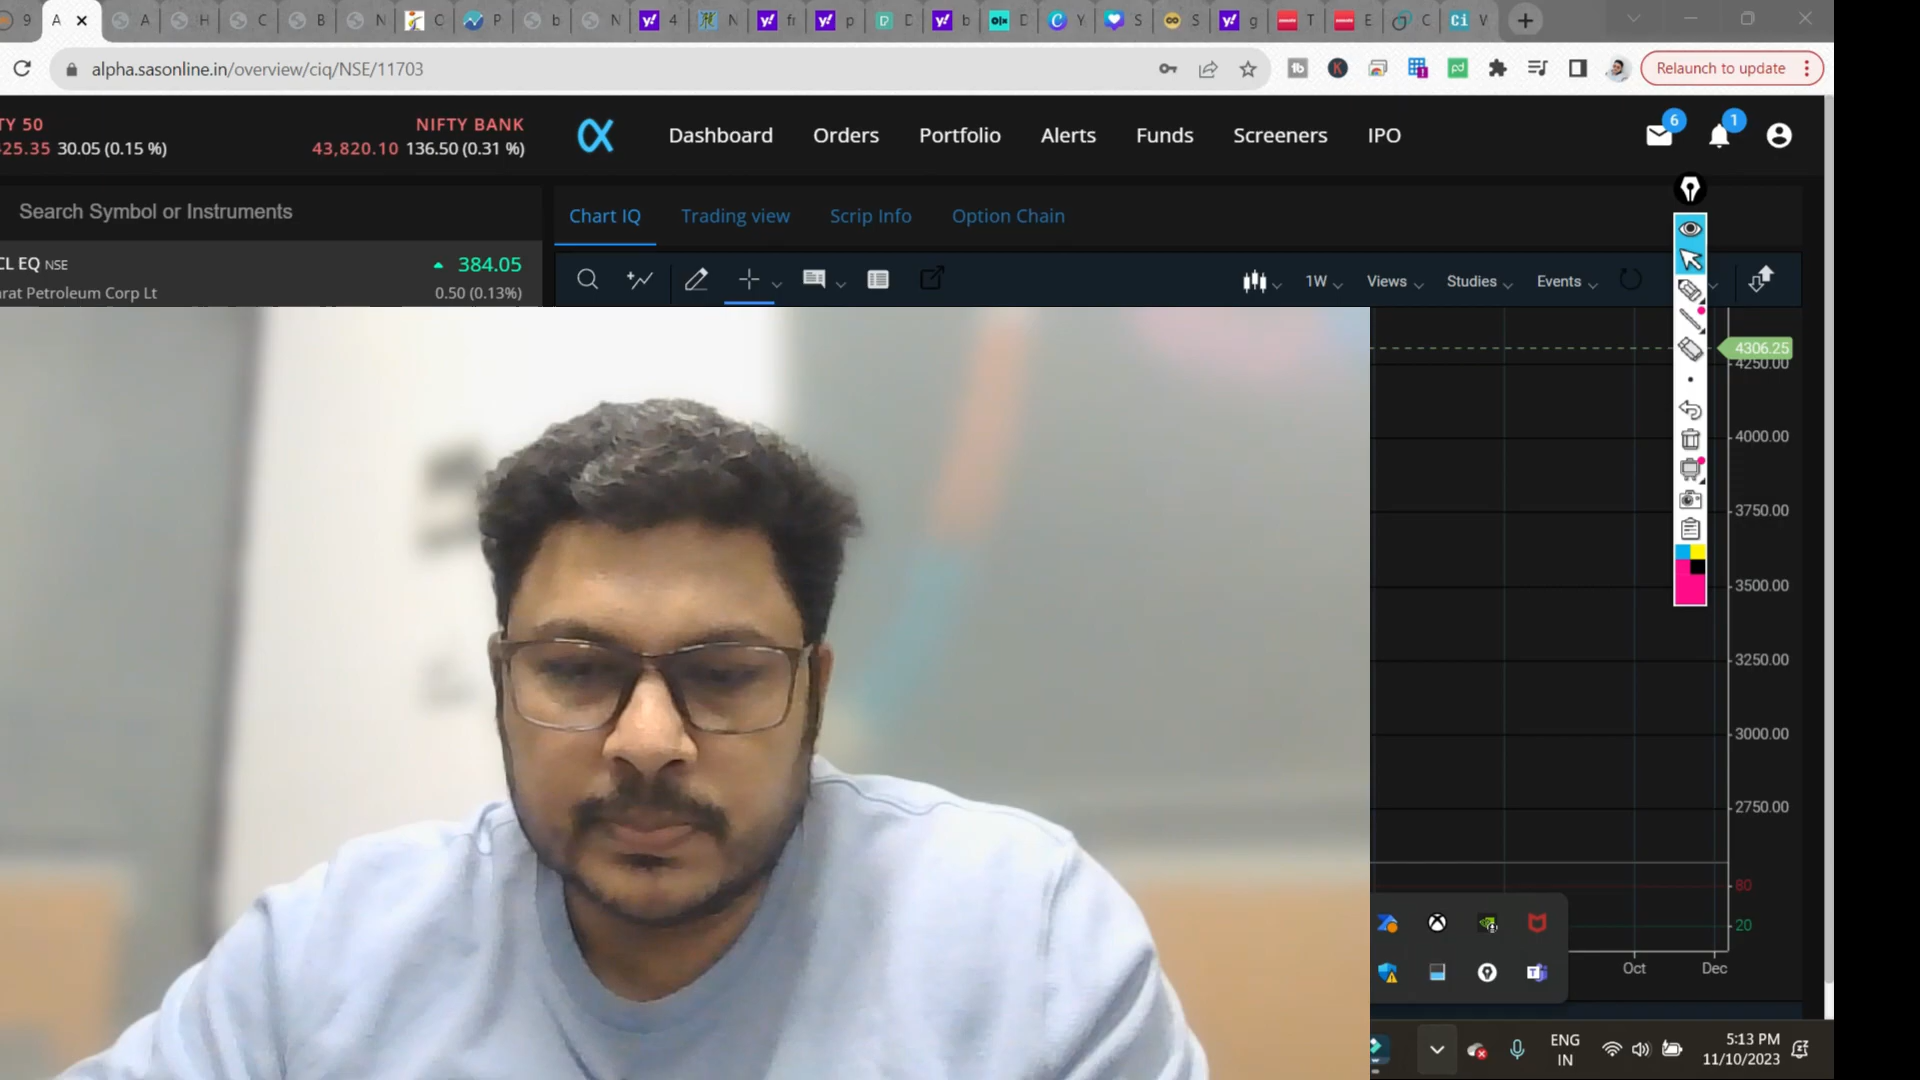 9 A A H C B N C P b N 4 N f p D b D Y S S g T E C V
alpha.sasonline.in/overview/ciq/NSE/11703
Relaunch to update
TY 50
25.35 30.05 (0.15 %)
NIFTY BANK
43,820.10 136.50 (0.31 %)
Dashboard Orders Portfolio Alerts Funds Screeners IPO
6
1
Search Symbol or Instruments
CL EQ NSE
384.05
arat Petroleum Corp Lt
0.50 (0.13%)
Chart IQ Trading view Scrip Info Option Chain
1W Views Studies Events
4306.25
4250.00
4000.00
3750.00
3500.00
3250.00
3000.00
2750.00
80
20
Oct Dec
ENG
IN
5:13 PM
11/10/2023